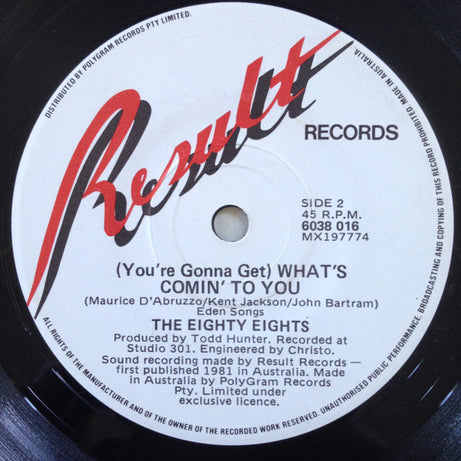 DISTRIBUTED BY POLYGRAM RECORDS PTY LIMITED.
Result
RECORDS
SIDE 2
45 R.P.M.
6038 016
MX197774
(You're Gonna Get) WHAT'S
COMIN' TO YOU
(Maurice D'Abruzzo/Kent Jackson/John Bartram)
Eden Songs
THE EIGHTY EIGHTS
Produced by Todd Hunter. Recorded at
Studio 301. Engineered by Christo.
Sound recording made by Result Records —
first published 1981 in Australia. Made
in Australia by PolyGram Records
Pty. Limited under
exclusive licence.
ALL RIGHTS OF THE MANUFACTURER AND OF THE OWNER OF THE RECORDED WORK RESERVED. UNAUTHORISED PUBLIC PERFORMANCE, BROADCASTING AND COPYING OF THIS RECORD PROHIBITED. MADE IN AUSTRALIA